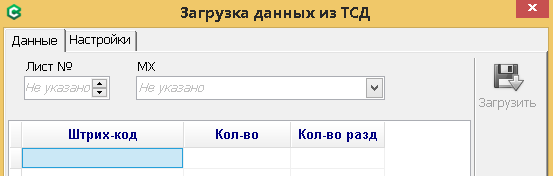 Загрузка данных из ТСД
Данные Настройки
Лист № МХ
Не указано Не указано
Загрузить
Штрих-код Кол-во Кол-во разд